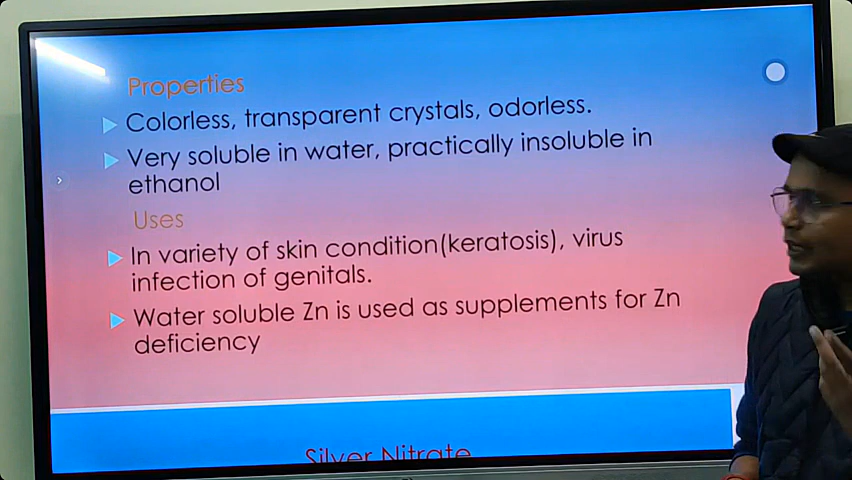 Properties
Colorless, transparent crystals, odorless.
Very soluble in water, practically insoluble in
ethanol
Uses
In variety of skin condition(keratosis), virus
infection of genitals.
Water soluble Zn is used as supplements for Zn
deficiency
Silver Nitrate